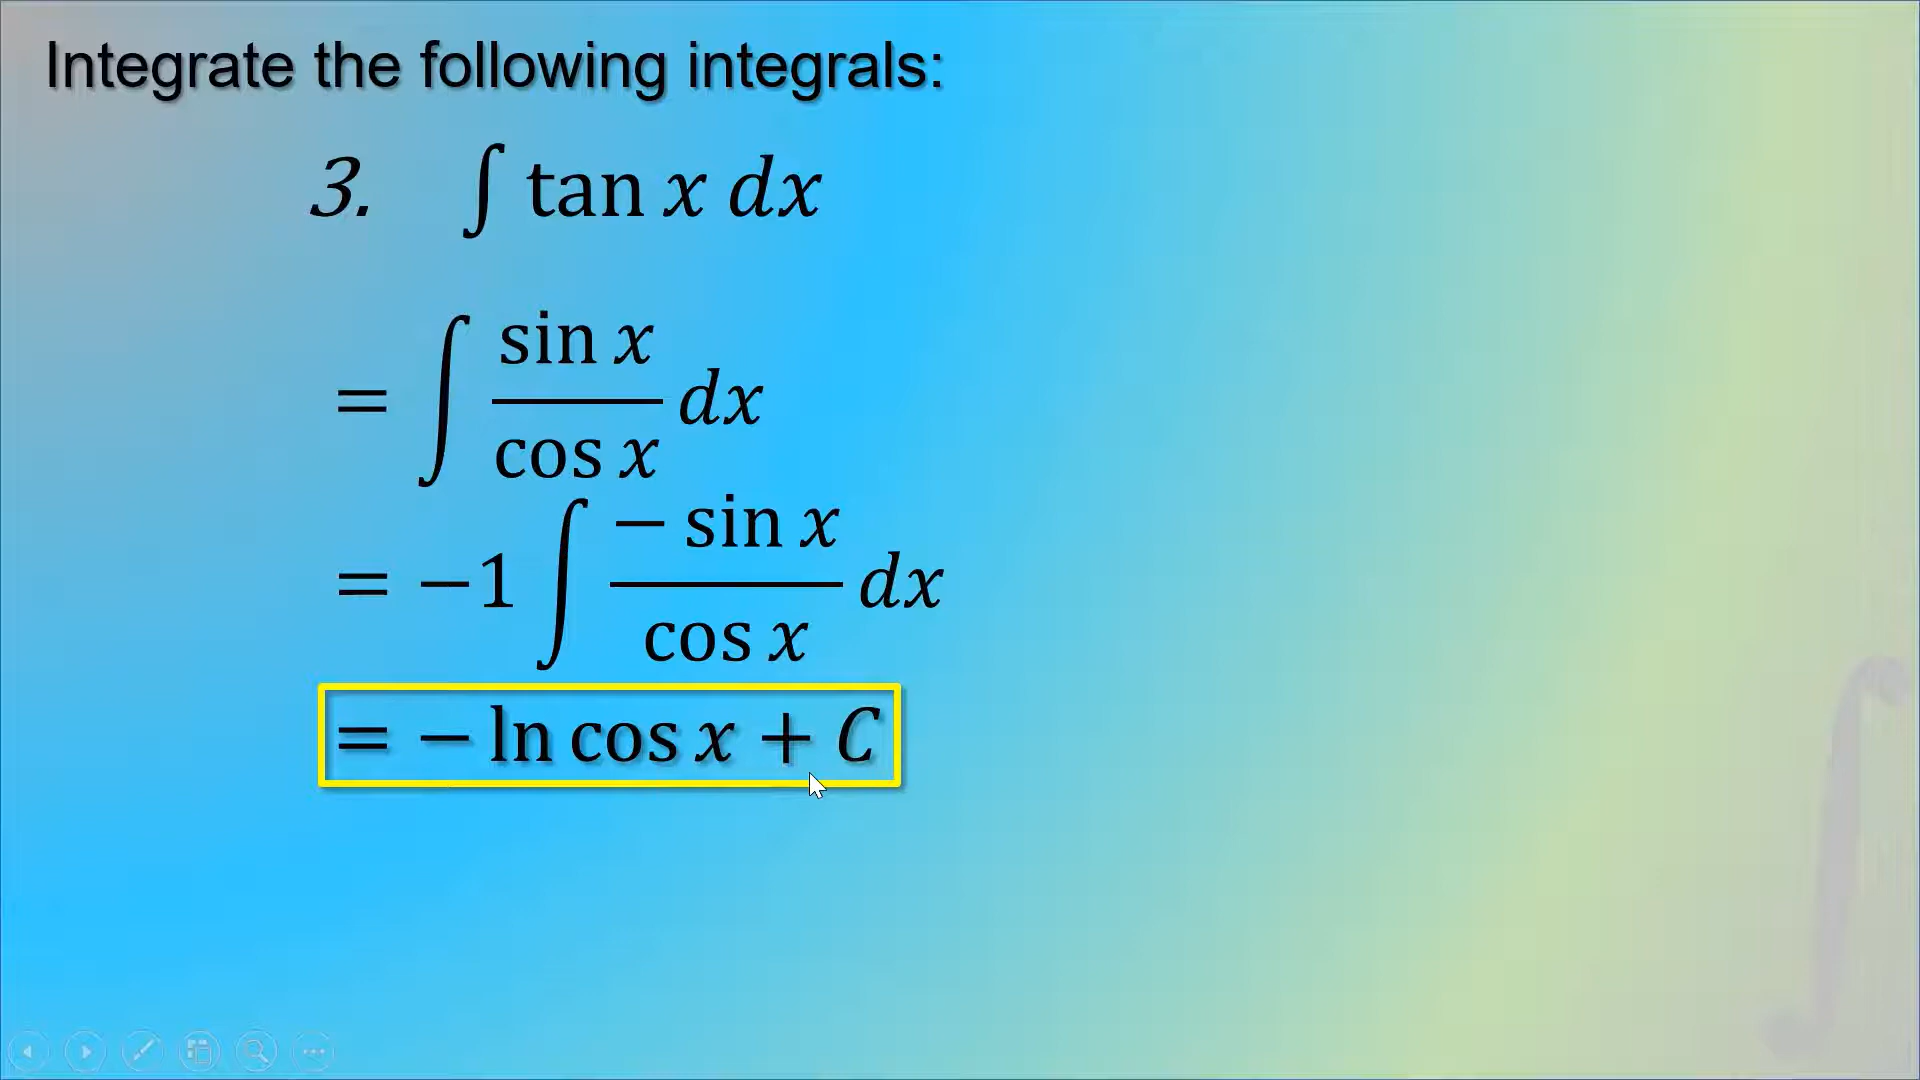 Integrate the following integrals:
3. ∫ tan x dx
= ∫ sin x / cos x dx
= −1 ∫ − sin x / cos x dx
= − ln cos x + C